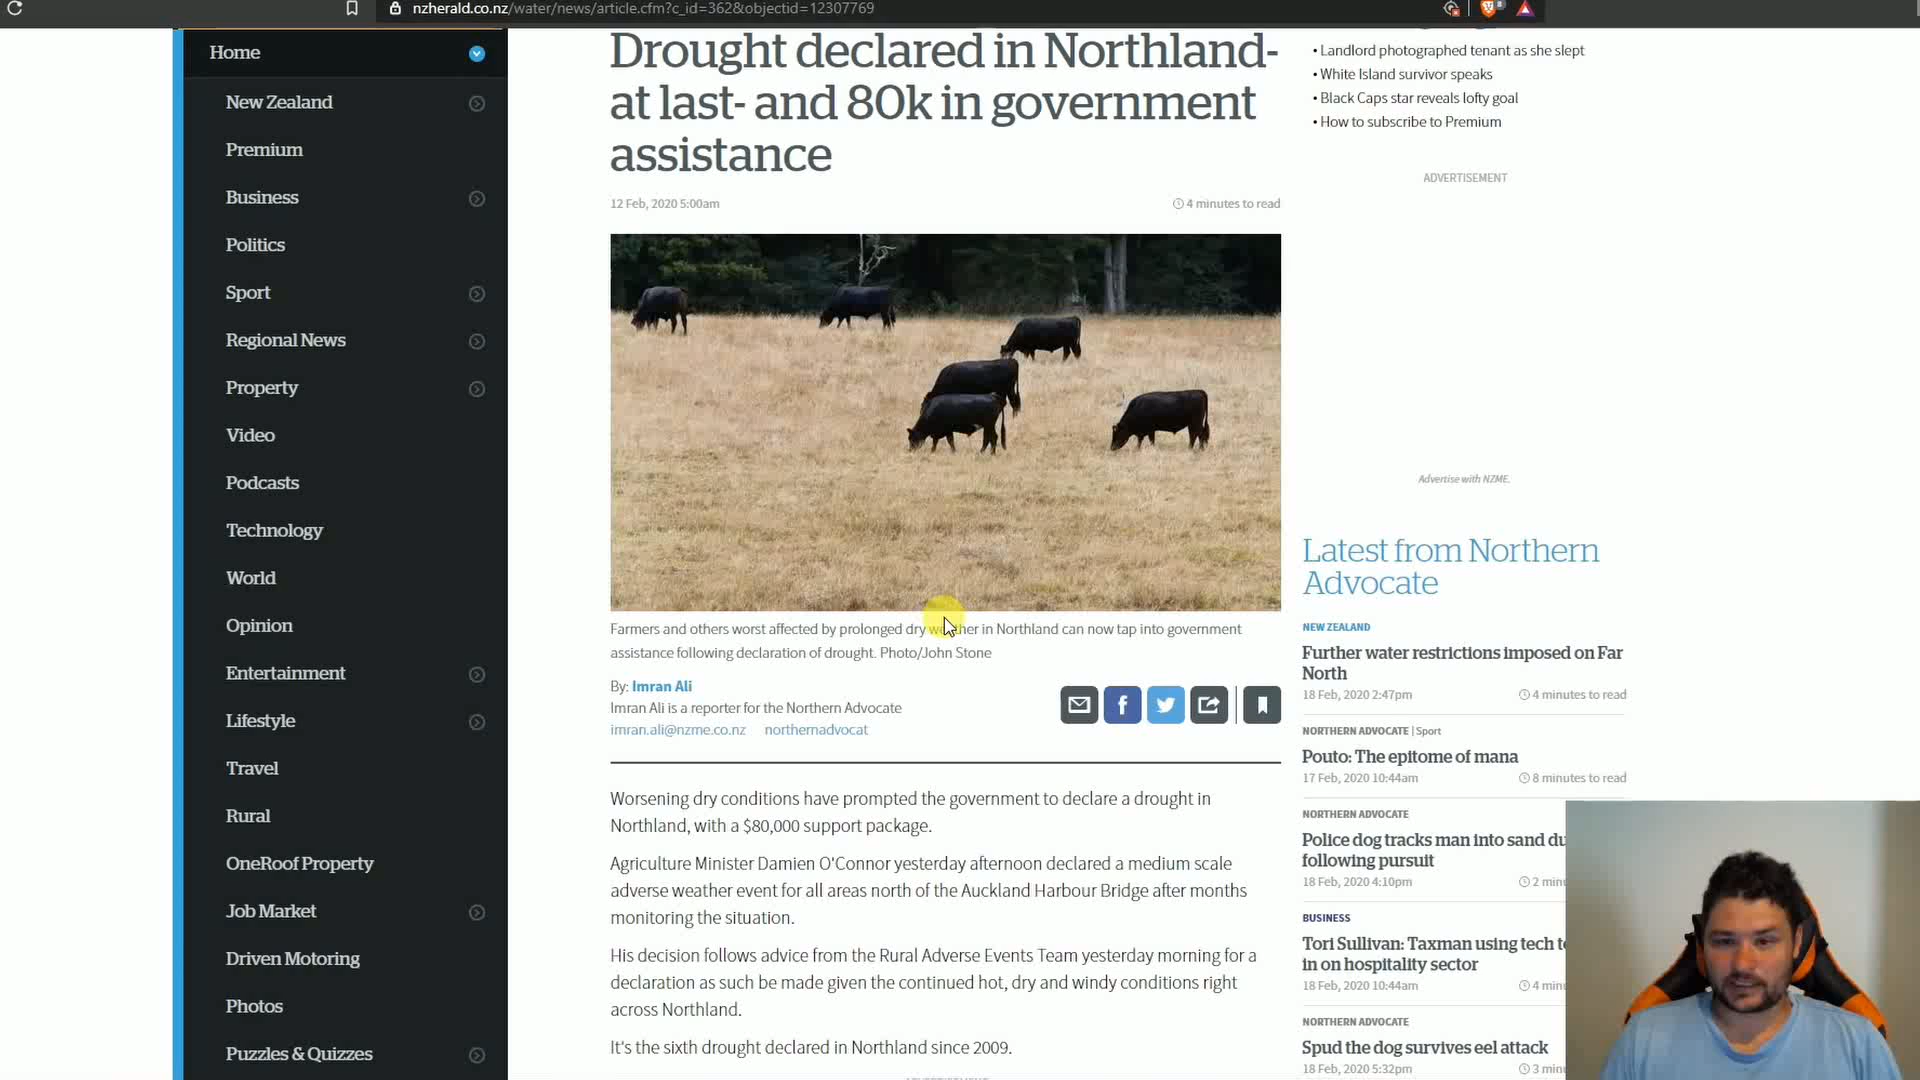 nzherald.co.nz/water/news/article.cfm?c_id=362&objectid=12307769
Home
New Zealand
Premium
Business
Politics
Sport
Regional News
Property
Video
Podcasts
Technology
World
Opinion
Entertainment
Lifestyle
Travel
Rural
OneRoof Property
Job Market
Driven Motoring
Photos
Puzzles & Quizzes
Drought declared in Northland-
at last- and 80k in government
assistance
12 Feb, 2020 5:00am
4 minutes to read
Farmers and others worst affected by prolonged dry weather in Northland can now tap into government
assistance following declaration of drought. Photo/John Stone
By: Imran Ali
Imran Ali is a reporter for the Northern Advocate
imran.ali@nzme.co.nz northernadvocat
Worsening dry conditions have prompted the government to declare a drought in
Northland, with a $80,000 support package.
Agriculture Minister Damien O'Connor yesterday afternoon declared a medium scale
adverse weather event for all areas north of the Auckland Harbour Bridge after months
monitoring the situation.
His decision follows advice from the Rural Adverse Events Team yesterday morning for a
declaration as such be made given the continued hot, dry and windy conditions right
across Northland.
It's the sixth drought declared in Northland since 2009.
• Landlord photographed tenant as she slept
• White Island survivor speaks
• Black Caps star reveals lofty goal
• How to subscribe to Premium
ADVERTISEMENT
Advertise with NZME.
Latest from Northern
Advocate
NEW ZEALAND
Further water restrictions imposed on Far
North
18 Feb, 2020 2:47pm
4 minutes to read
NORTHERN ADVOCATE | Sport
Pouto: The epitome of mana
17 Feb, 2020 10:44am
8 minutes to read
NORTHERN ADVOCATE
Police dog tracks man into sand du
following pursuit
18 Feb, 2020 4:10pm
2 minu
BUSINESS
Tori Sullivan: Taxman using tech t
in on hospitality sector
18 Feb, 2020 10:44am
4 minu
NORTHERN ADVOCATE
Spud the dog survives eel attack
18 Feb, 2020 5:32pm
3 minu